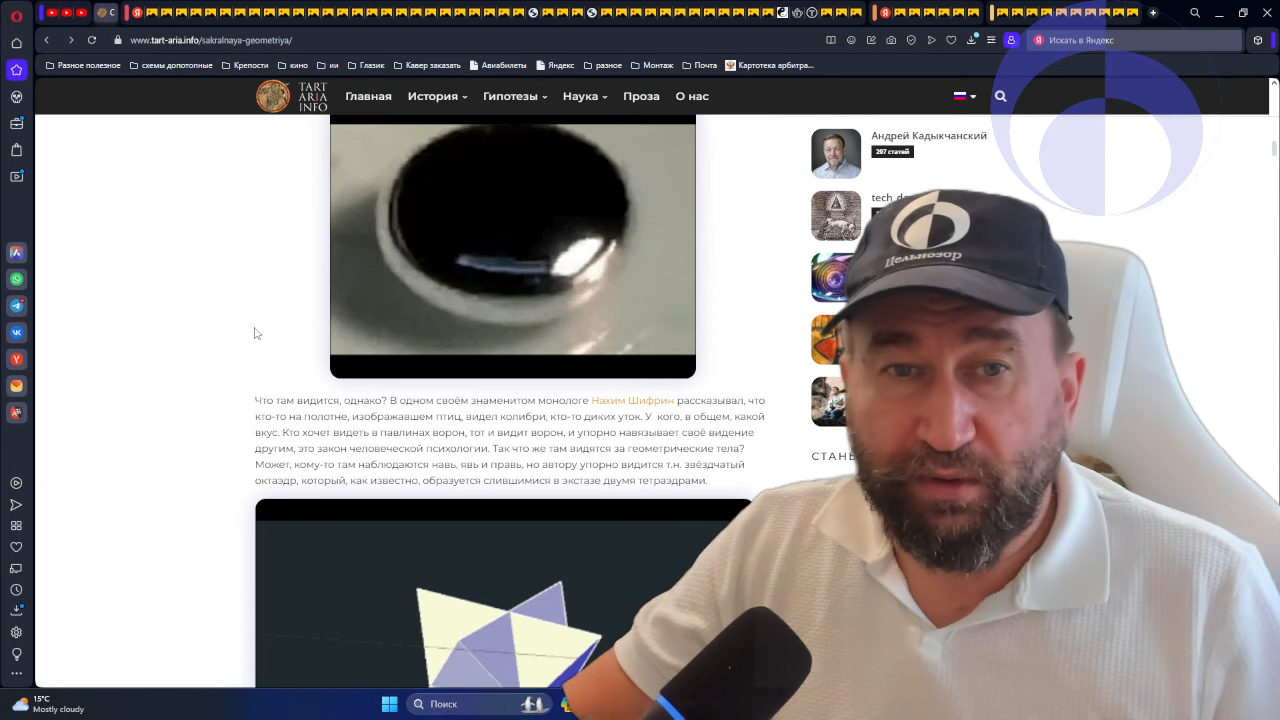 www.tart-aria.info/sakralnaya-geometriya/
Искать в Яндекс
Разное полезное
схемы допотопные
Крепости
кино
ии
Глазик
Кавер заказать
Авиабилеты
Яндекс
разное
Монтаж
Почта
Картотека арбитра...
TART
ARIA
INFO
Главная
История
Гипотезы
Наука
Проза
О нас
Андрей Кадыкчанский
297 статей
tech_d
Цельнозор
Что там видится, однако? В одном своём знаменитом монологе Нахим Шифрин рассказывал, что
кто-то на полотне, изображавшем птиц, видел колибри, кто-то диких уток. У кого, в общем, какой
вкус. Кто хочет видеть в павлинах ворон, тот и видит ворон, и упорно навязывает своё видение
другим, это закон человеческой психологии. Так что же там видятся за геометрические тела?
Может, кому-то там наблюдаются навь, явь и правь, но автору упорно видится т.н. звёздчатый
октаэдр, который, как известно, образуется слившимися в экстазе двумя тетраэдрами.
СТАНЕ
15°C
Mostly cloudy
Поиск